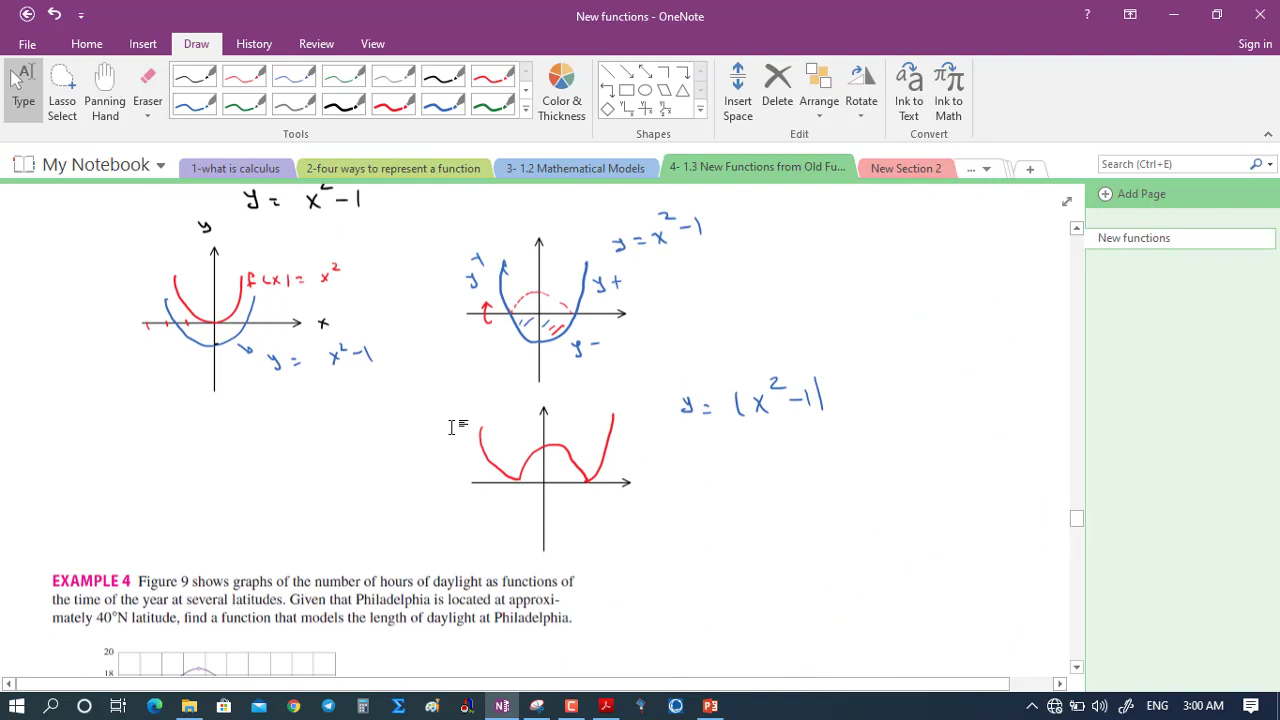 New functions - OneNote
?
File
Home
Insert
Draw
History
Review
View
Sign in
Type
Lasso Select
Panning Hand
Eraser
Color & Thickness
Insert Space
Delete
Arrange
Rotate
Ink to Text
Ink to Math
Tools
Shapes
Edit
Convert
My Notebook
1-what is calculus
2-four ways to represent a function
3- 1.2 Mathematical Models
4- 1.3 New Functions from Old Fu...
New Section 2
...
Search (Ctrl+E)
Add Page
New functions
y = x² - 1
y
f(x) = x²
x
y = x² - 1
y = x² - 1
y+
y+
y -
y = |x² - 1|
EXAMPLE 4 Figure 9 shows graphs of the number of hours of daylight as functions of
the time of the year at several latitudes. Given that Philadelphia is located at approxi-
mately 40°N latitude, find a function that models the length of daylight at Philadelphia.
20
18
ENG
3:00 AM